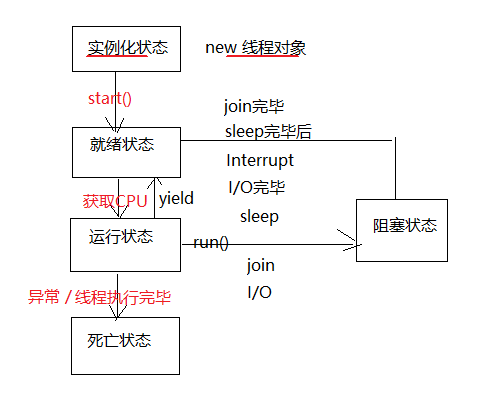 实例化状态 new 线程对象
start()
join完毕
sleep完毕后
就绪状态
Interrupt
I/O完毕
获取CPU yield
sleep
阻塞状态
运行状态
run()
join
I/O
异常 / 线程执行完毕
死亡状态